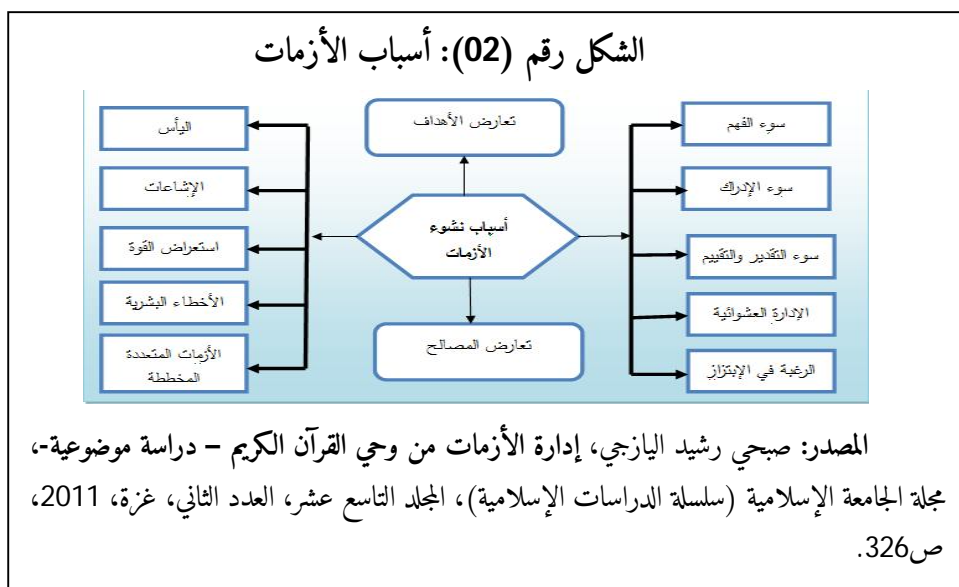 الشكل رقم (02): أسباب الأزمات
سوء الفهم
سوء الإدراك
سوء التقدير والتقييم
الإدارة العشوائية
الرغبة في الإبتزاز
تعارض الأهداف
أسباب نشوء
الأزمات
تعارض المصالح
اليأس
الإشاعات
استعراض القوة
الأخطاء البشرية
الأزمات المتعددة
المخططة
المصدر: صبحي رشيد اليازجي، إدارة الأزمات من وحي القرآن الكريم – دراسة موضوعية-،
مجلة الجامعة الإسلامية (سلسلة الدراسات الإسلامية)، المجلد التاسع عشر، العدد الثاني، غزة، 2011،
ص326.